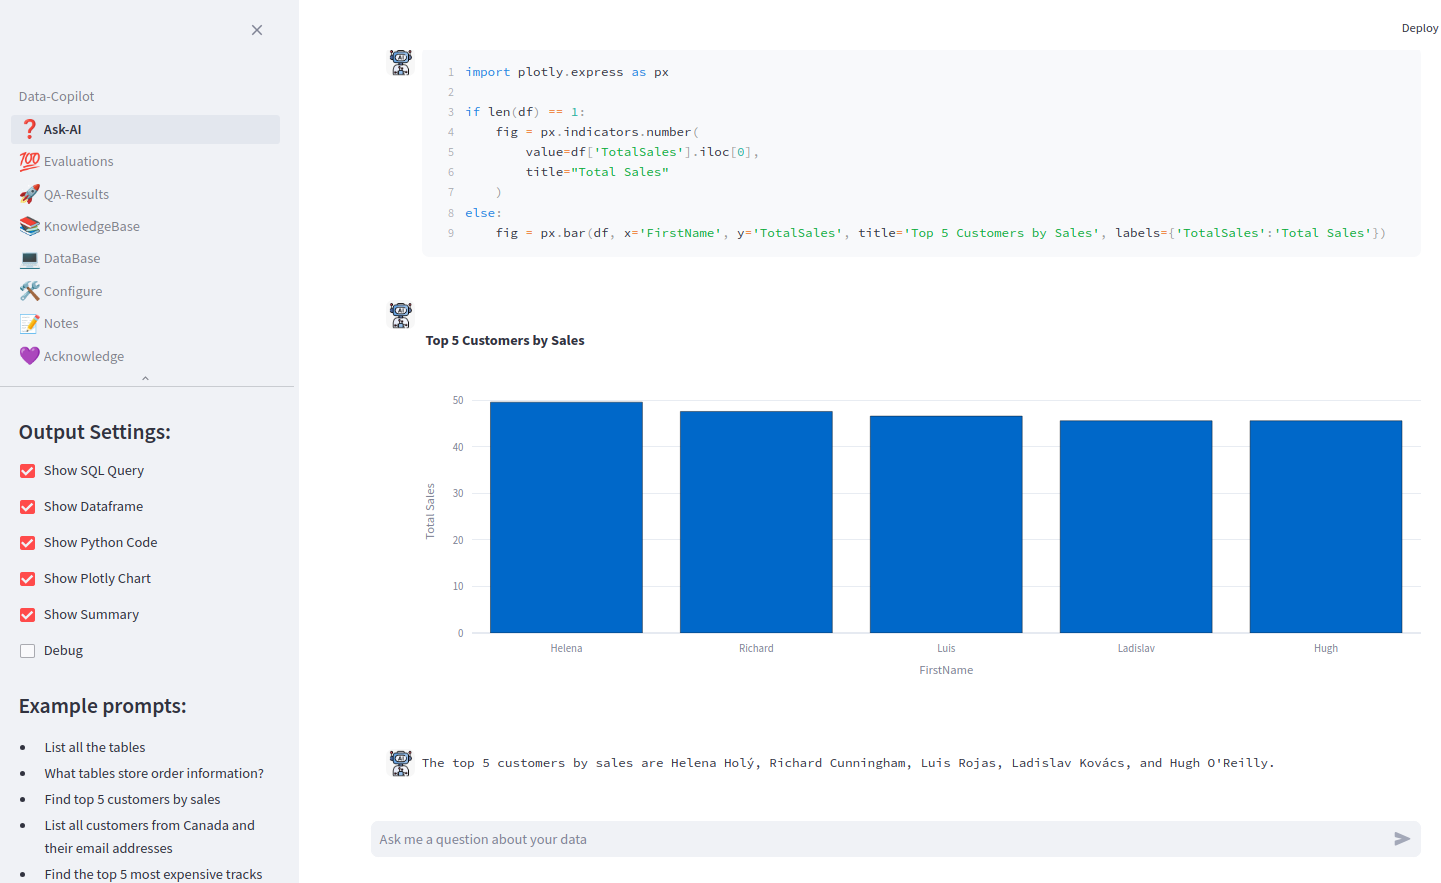 Deploy
Data-Copilot
Ask-AI
Evaluations
QA-Results
KnowledgeBase
DataBase
Configure
Notes
Acknowledge
Output Settings:
Show SQL Query
Show Dataframe
Show Python Code
Show Plotly Chart
Show Summary
Debug
Example prompts:
List all the tables
What tables store order information?
Find top 5 customers by sales
List all customers from Canada and
their email addresses
Find the top 5 most expensive tracks
1 import plotly.express as px
2
3 if len(df) == 1:
4     fig = px.indicators.number(
5         value=df['TotalSales'].iloc[0],
6         title="Total Sales"
7     )
8 else:
9     fig = px.bar(df, x='FirstName', y='TotalSales', title='Top 5 Customers by Sales', labels={'TotalSales':'Total Sales'})
Top 5 Customers by Sales
50
40
30
20
10
0
Total Sales
Helena Richard Luis Ladislav Hugh
FirstName
The top 5 customers by sales are Helena Holý, Richard Cunningham, Luis Rojas, Ladislav Kovács, and Hugh O'Reilly.
Ask me a question about your data